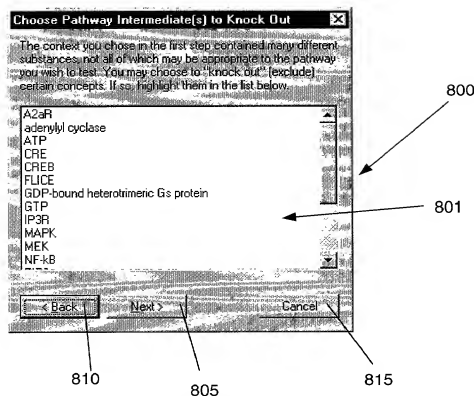 Choose Pathway Intermediate(s) to Knock Out
The context you chose in the first step contained many different
substances, not all of which may be appropriate to the pathway
you wish to test. You may choose to "knock out" (exclude)
certain concepts. If so, highlight them in the list below.
A2aR
adenylyl cyclase
ATP
CRE
CREB
FLICE
GDP-bound heterotrimeric Gs protein
GTP
IP3R
MAPK
MEK
NF-kB
< Back
Next >
Cancel
800
801
810
805
815